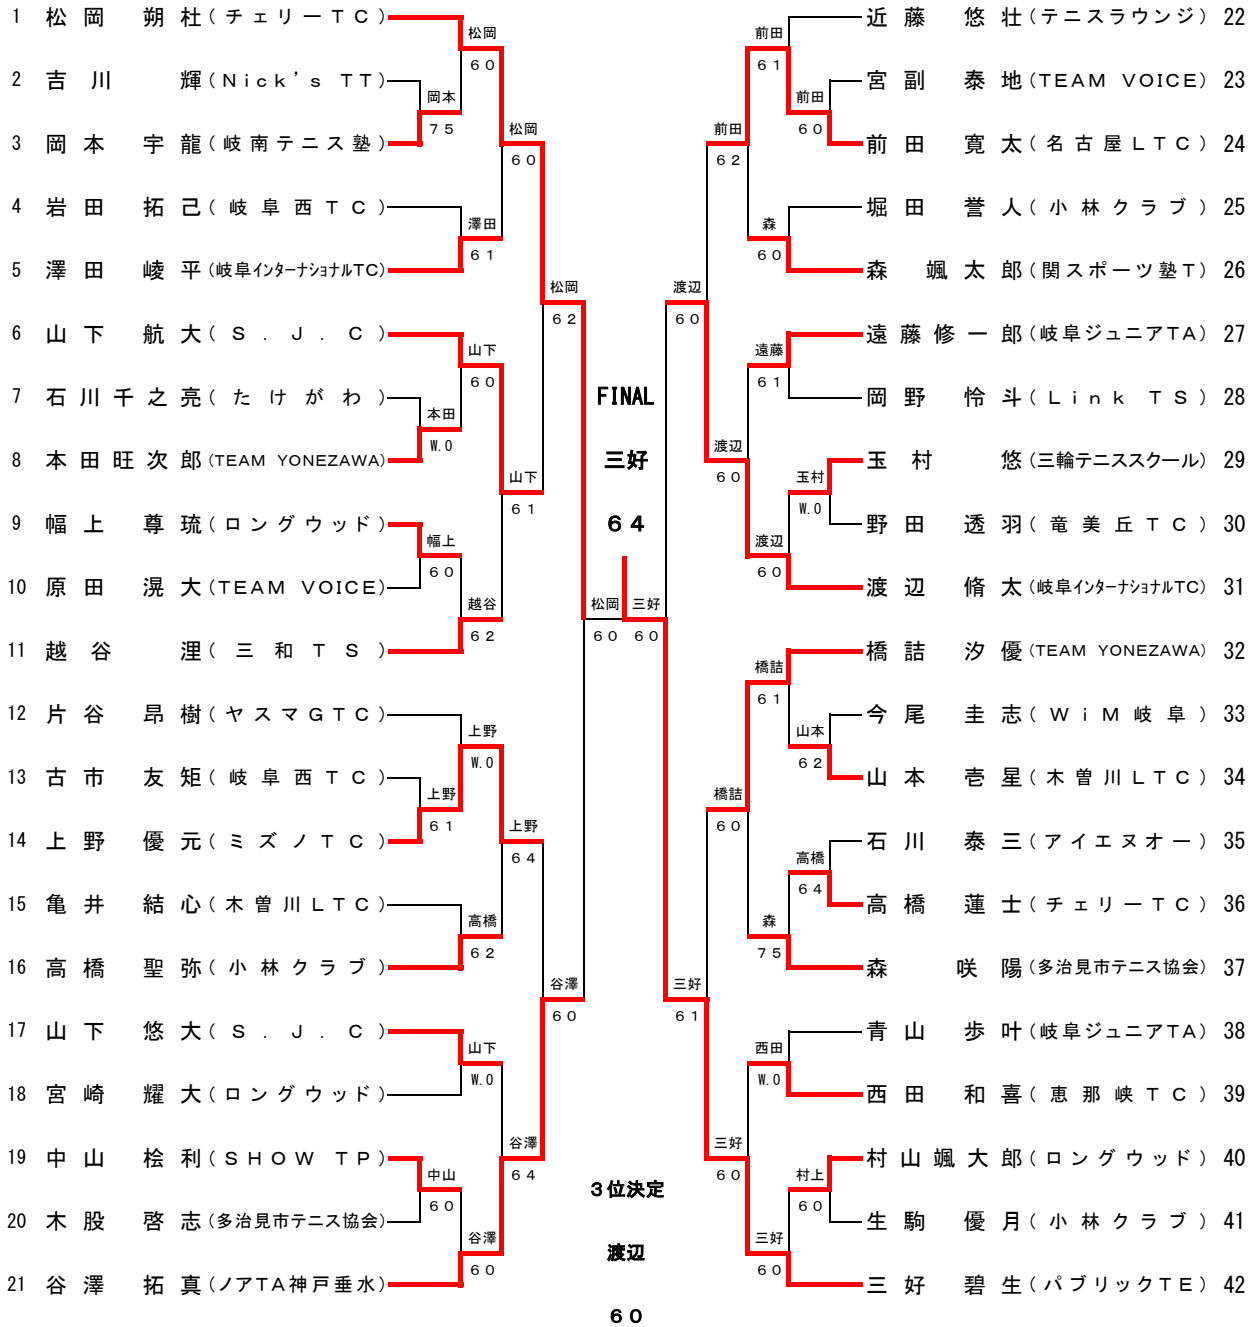 1 松岡 朔杜(チェリーTC)
2 吉川 輝(Nick's TT)
3 岡本 宇龍(岐南テニス塾)
4 岩田 拓己(岐阜西TC)
5 澤田 崚平(岐阜インターナショナルTC)
6 山下 航大(S.J.C)
7 石川千之亮(たけがわ)
8 本田旺次郎(TEAM YONEZAWA)
9 幅上 尊琉(ロングウッド)
10 原田 滉大(TEAM VOICE)
11 越谷 浬(三和TS)
12 片谷 昂樹(ヤスマGTC)
13 古市 友矩(岐阜西TC)
14 上野 優元(ミズノTC)
15 亀井 結心(木曽川LTC)
16 高橋 聖弥(小林クラブ)
17 山下 悠大(S.J.C)
18 宮崎 耀大(ロングウッド)
19 中山 桧利(SHOW TP)
20 木股 啓志(多治見市テニス協会)
21 谷澤 拓真(ノアTA神戸垂水)
岡本
75
本田
W.0
幅上
60
上野
61
中山
60
松岡
60
澤田
61
山下
60
越谷
62
上野
W.0
高橋
62
山下
W.0
谷澤
60
松岡
60
山下
61
上野
64
谷澤
64
松岡
62
谷澤
60
松岡
60
FINAL
三好
64
三好
60
3位決定
渡辺
60
渡辺
60
三好
61
前田
62
渡辺
60
橋詰
60
三好
60
前田
61
森
60
遠藤
61
渡辺
60
橋詰
61
森
75
西田
W.0
三好
60
前田
60
玉村
W.0
山本
62
高橋
64
村上
60
近藤 悠壮(テニスラウンジ) 22
宮副 泰地(TEAM VOICE) 23
前田 寛太(名古屋LTC) 24
堀田 誉人(小林クラブ) 25
森 颯太郎(関スポーツ塾T) 26
遠藤修一郎(岐阜ジュニアTA) 27
岡野 怜斗(Link TS) 28
玉村 悠(三輪テニススクール) 29
野田 透羽(竜美丘TC) 30
渡辺 脩太(岐阜インターナショナルTC) 31
橋詰 汐優(TEAM YONEZAWA) 32
今尾 圭志(WiM岐阜) 33
山本 壱星(木曽川LTC) 34
石川 泰三(アイエヌオー) 35
高橋 蓮士(チェリーTC) 36
森 咲陽(多治見市テニス協会) 37
青山 歩叶(岐阜ジュニアTA) 38
西田 和喜(恵那峡TC) 39
村山颯大郎(ロングウッド) 40
生駒 優月(小林クラブ) 41
三好 碧生(パブリックTE) 42